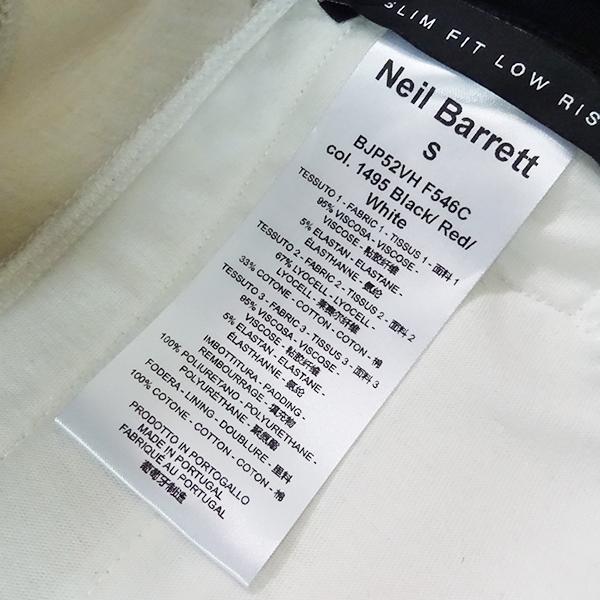 SLIM FIT LOW RIS
Neil Barrett
S
BJP52VH F546C
col. 1495 Black/ Red/
White
TESSUTO 1 - FABRIC 1 - TISSUS 1 - 面料 1
95% VISCOSA - VISCOSE -
VISCOSE - 粘胶纤维
5% ELASTAN - ELASTANE -
ELASTHANNE - 氨纶
TESSUTO 2 - FABRIC 2 - TISSUS 2 - 面料 2
67% LYOCELL - LYOCELL -
LYOCELL - 莱赛尔纤维
33% COTONE - COTTON - COTON - 棉
TESSUTO 3 - FABRIC 3 - TISSUS 3 - 面料 3
95% VISCOSA - VISCOSE -
VISCOSE - 粘胶纤维
5% ELASTAN - ELASTANE -
ELASTHANNE - 氨纶
IMBOTTITURA - PADDING -
REMBOURRAGE - 填充物
100% POLIURETANO - POLYURETHANE -
POLYURETHANE - 聚氨酯
FODERA - LINING - DOUBLURE - 里料
100% COTONE - COTTON - COTON - 棉
PRODOTTO IN PORTOGALLO
MADE IN PORTUGAL
FABRIQUÉ AU PORTUGAL
葡萄牙制造